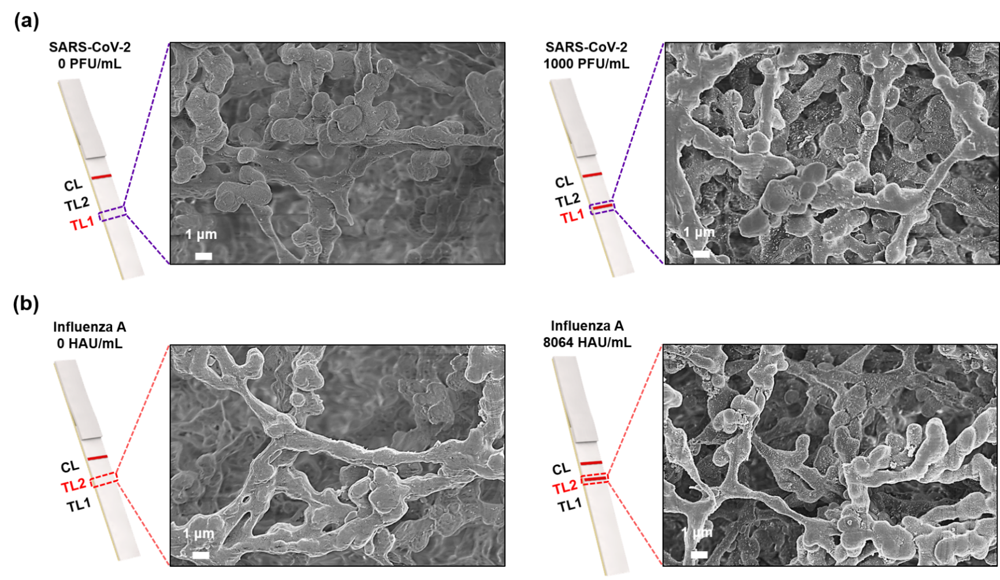 (a)
SARS-CoV-2
0 PFU/mL
CL
TL2
TL1
1 µm
SARS-CoV-2
1000 PFU/mL
CL
TL2
TL1
1 µm
(b)
Influenza A
0 HAU/mL
CL
TL2
TL1
1 µm
Influenza A
8064 HAU/mL
CL
TL2
TL1
1 µm